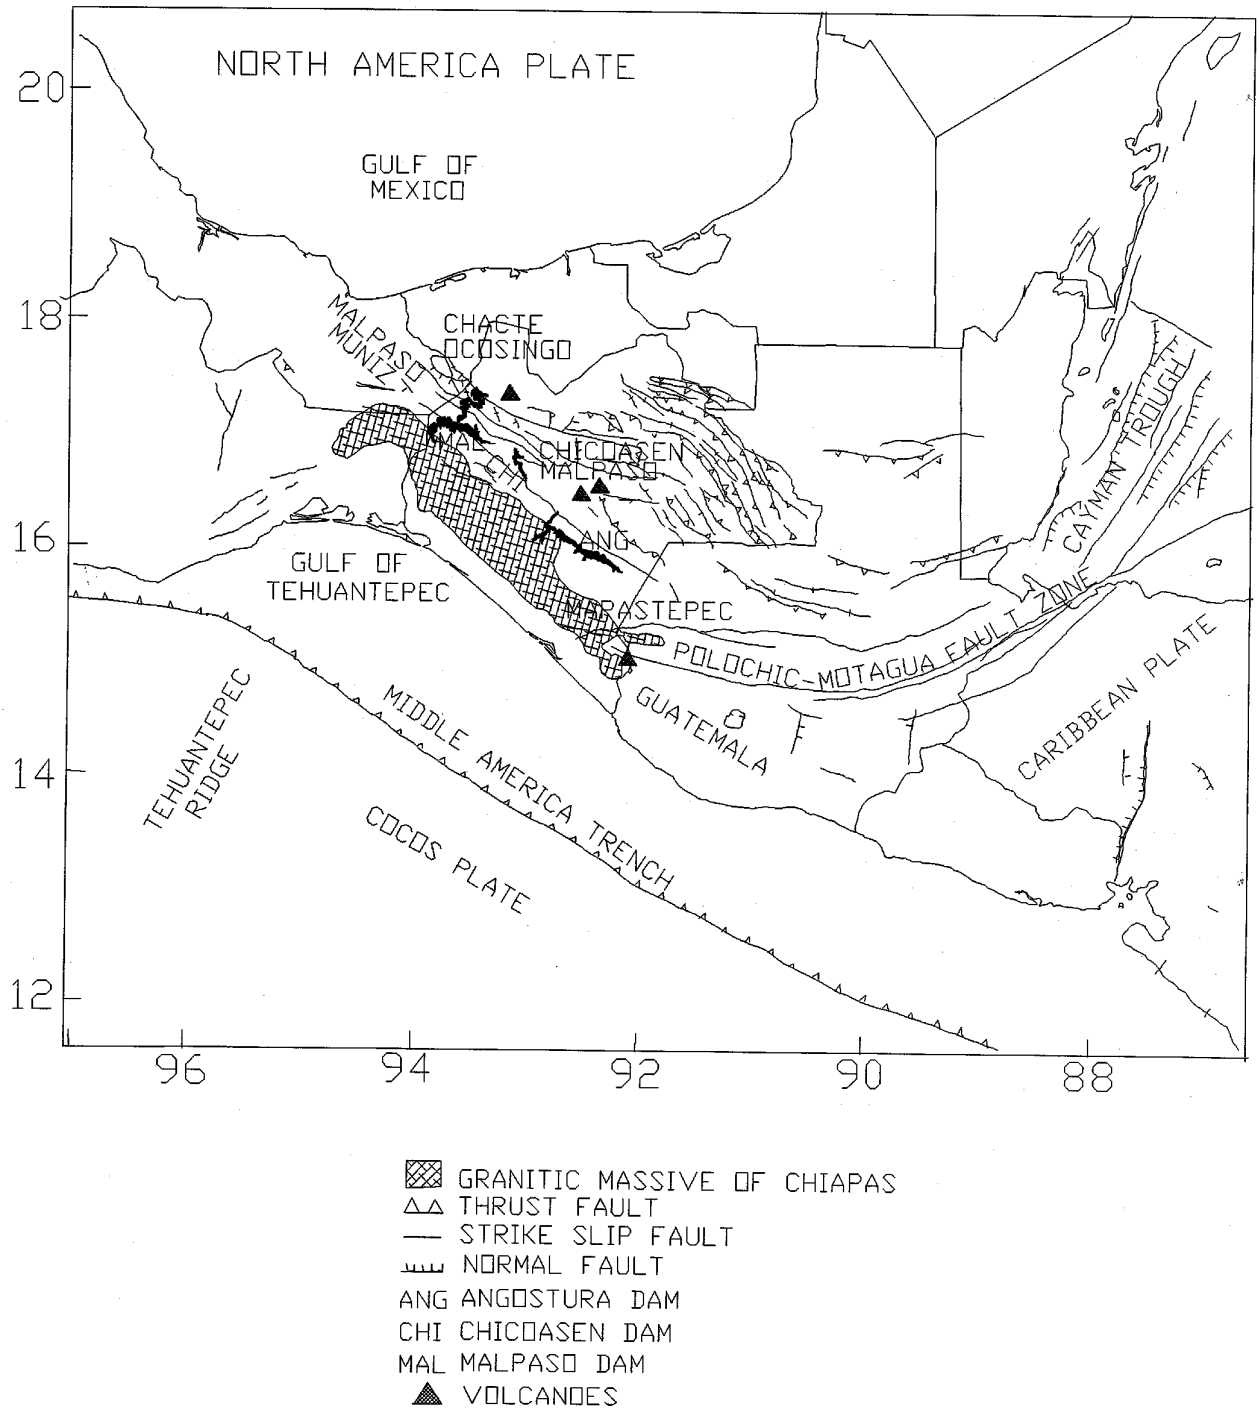 NORTH AMERICA PLATE
20
GULF OF
MEXICO
18
MALPASO
MUNIZ
CHACTE
OCOSINGO
CAYMAN TROUGH
MAL
CHI
CHICOASEN
MALPASO
16
ANG
GULF OF
TEHUANTEPEC
MAPASTEPEC
POLOCHIC-MOTAGUA FAULT ZONE
CARIBBEAN PLATE
GUATEMALA
TEHUANTEPEC
RIDGE
MIDDLE AMERICA TRENCH
14
COCOS PLATE
12
96
94
92
90
88
GRANITIC MASSIVE OF CHIAPAS
THRUST FAULT
STRIKE SLIP FAULT
NORMAL FAULT
ANG ANGOSTURA DAM
CHI CHICOASEN DAM
MAL MALPASO DAM
VOLCANOES